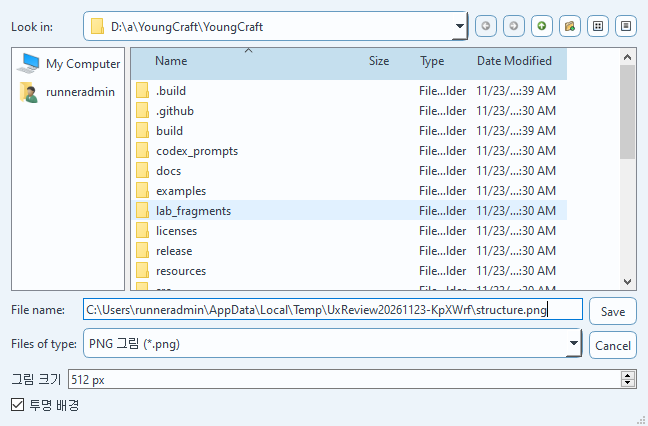 Look in: D:\a\YoungCraft\YoungCraft
My Computer
runneradmin
Name Size Type Date Modified
.build File...lder 11/23/...:39 AM
.github File...lder 11/23/...:30 AM
build File...lder 11/23/...:39 AM
codex_prompts File...lder 11/23/...:30 AM
docs File...lder 11/23/...:30 AM
examples File...lder 11/23/...:30 AM
lab_fragments File...lder 11/23/...:30 AM
licenses File...lder 11/23/...:30 AM
release File...lder 11/23/...:30 AM
resources File...lder 11/23/...:30 AM
File name: C:\Users\runneradmin\AppData\Local\Temp\UxReview20261123-KpXWrf\structure.png Save
Files of type: PNG 그림 (*.png) Cancel
그림 크기 512 px
투명 배경